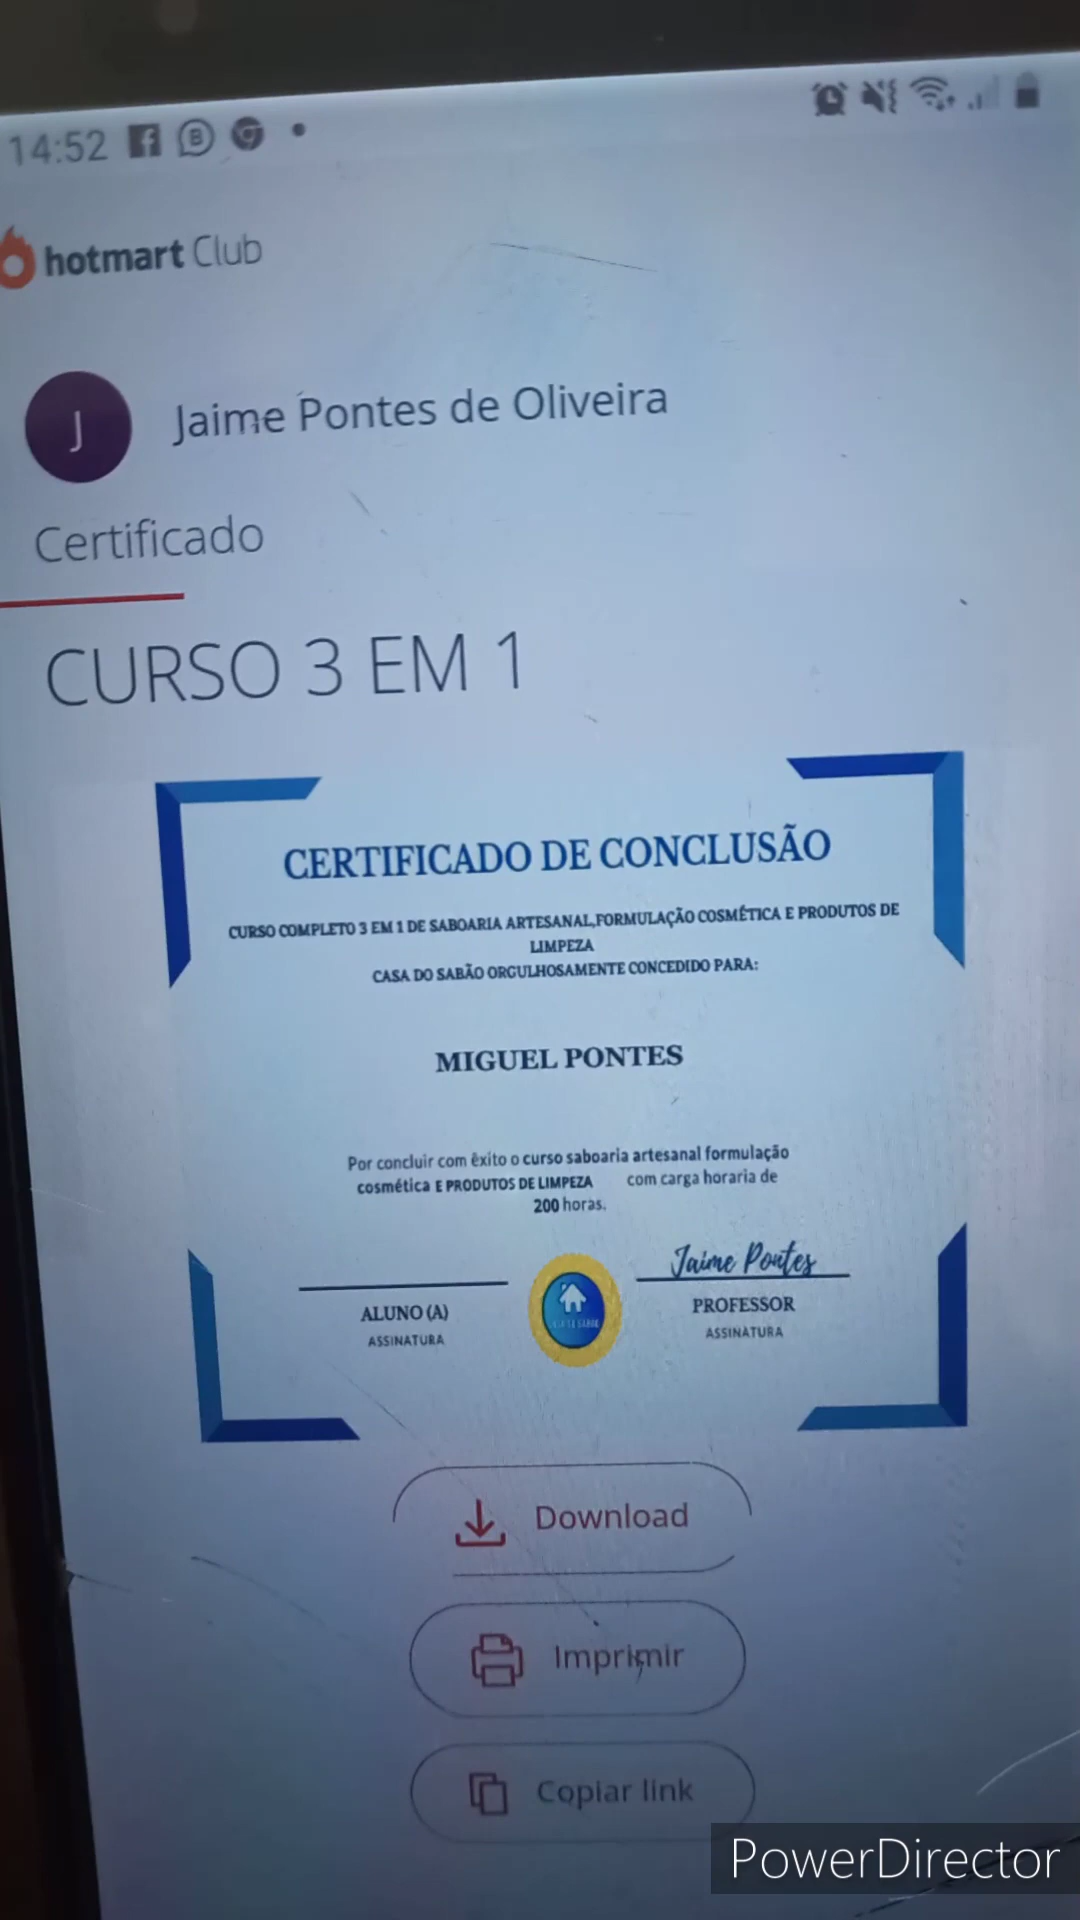 14:52
hotmart Club
J
Jaime Pontes de Oliveira
Certificado
CURSO 3 EM 1
CERTIFICADO DE CONCLUSÃO
CURSO COMPLETO 3 EM 1 DE SABOARIA ARTESANAL,FORMULAÇÃO COSMÉTICA E PRODUTOS DE
LIMPEZA
CASA DO SABÃO ORGULHOSAMENTE CONCEDIDO PARA:
MIGUEL PONTES
Por concluir com êxito o curso saboaria artesanal formulação
cosmética E PRODUTOS DE LIMPEZA com carga horaria de
200 horas.
Jaime Pontes
ALUNO (A)
ASSINATURA
PROFESSOR
ASSINATURA
Download
Imprimir
Copiar link
PowerDirector